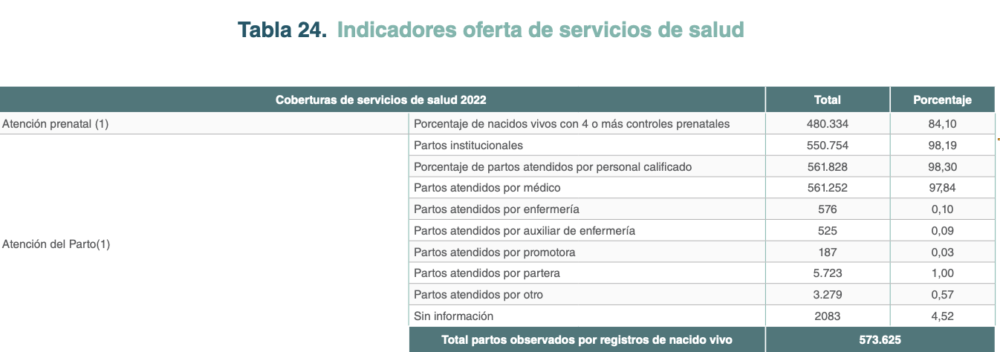 Tabla 24. Indicadores oferta de servicios de salud
Coberturas de servicios de salud 2022 Total Porcentaje
Atención prenatal (1) Porcentaje de nacidos vivos con 4 o más controles prenatales 480.334 84,10
Partos institucionales 550.754 98,19
Porcentaje de partos atendidos por personal calificado 561.828 98,30
Partos atendidos por médico 561.252 97,84
Partos atendidos por enfermería 576 0,10
Partos atendidos por auxiliar de enfermería 525 0,09
Atención del Parto(1)
Partos atendidos por promotora 187 0,03
Partos atendidos por partera 5.723 1,00
Partos atendidos por otro 3.279 0,57
Sin información 2083 4,52
Total partos observados por registros de nacido vivo 573.625